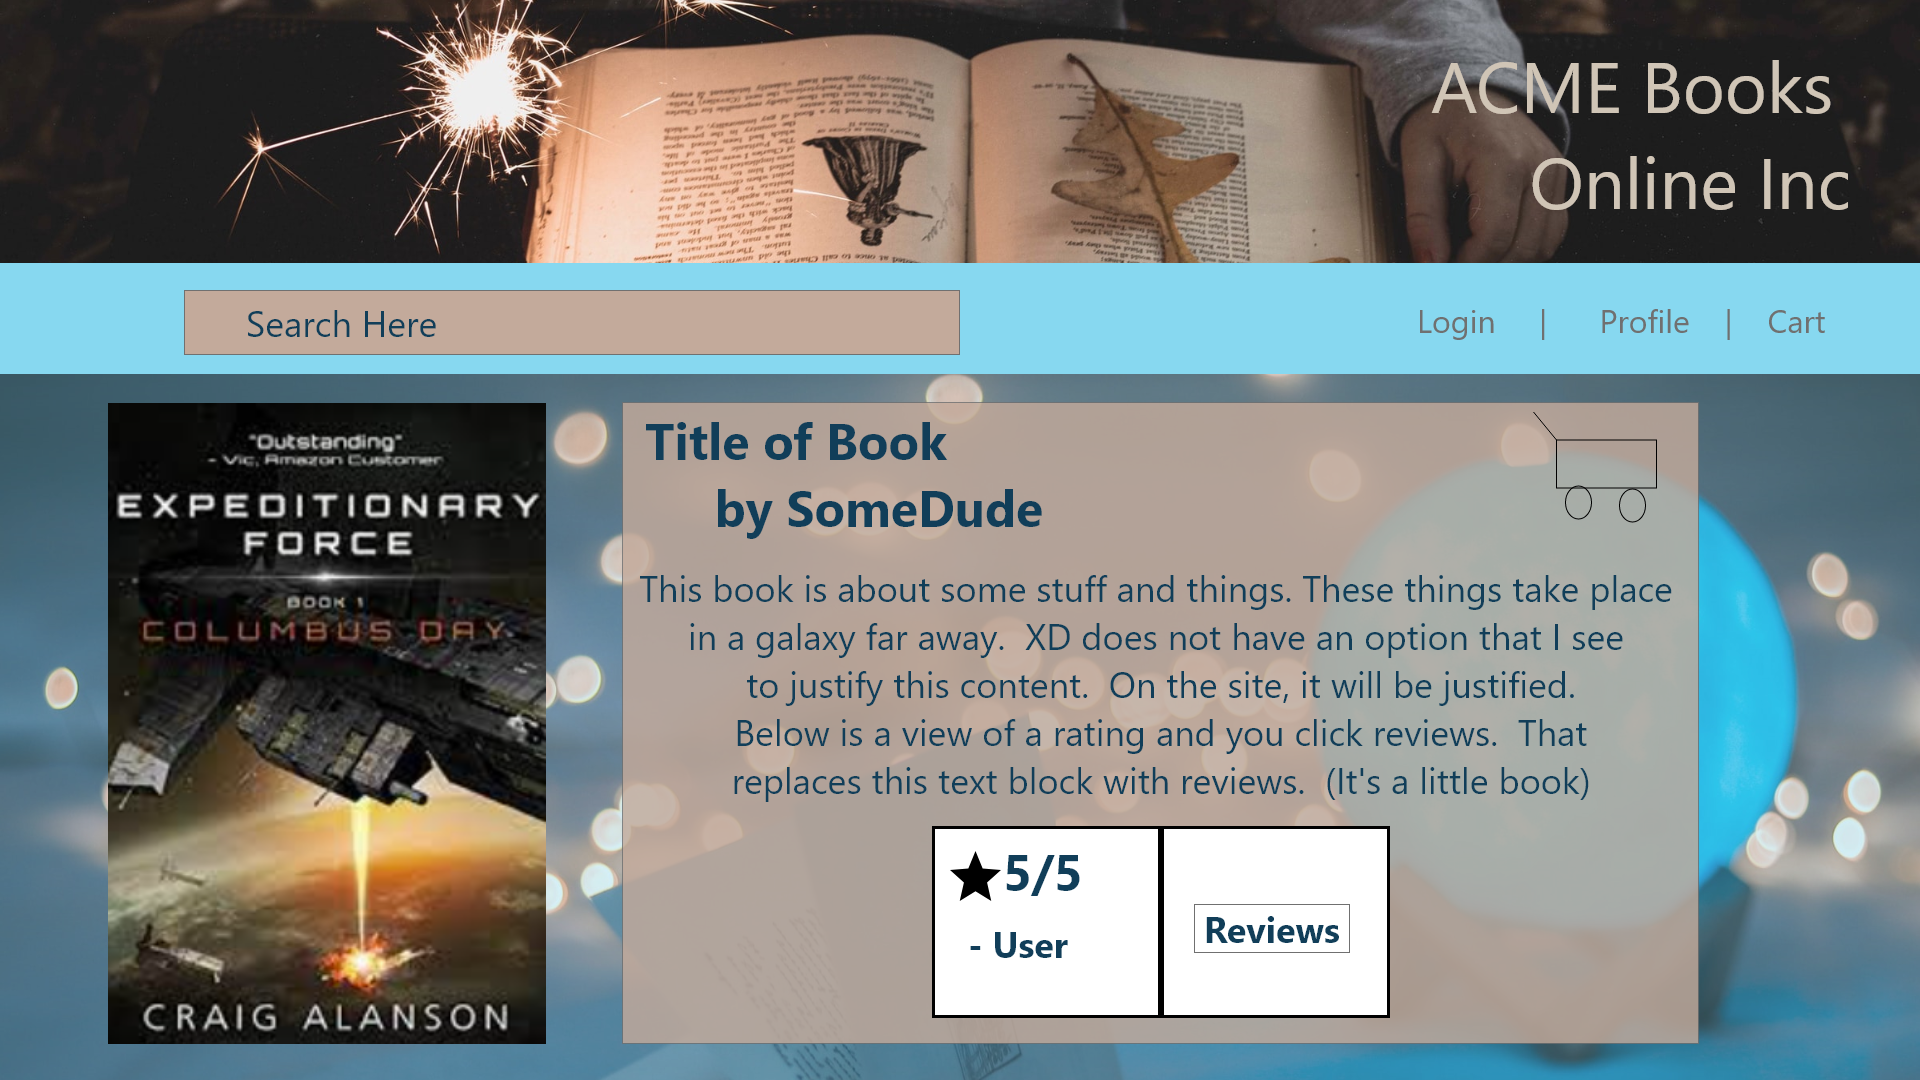 ACME Books
Online Inc
Search Here
Login | Profile | Cart
"Outstanding"
- Vic, Amazon Customer
EXPEDITIONARY
FORCE
BOOK 1
COLUMBUS DAY
CRAIG ALANSON
Title of Book
by SomeDude
This book is about some stuff and things. These things take place
in a galaxy far away.  XD does not have an option that I see
to justify this content.  On the site, it will be justified.
Below is a view of a rating and you click reviews.  That
replaces this text block with reviews.  (It's a little book)
5/5
- User
Reviews